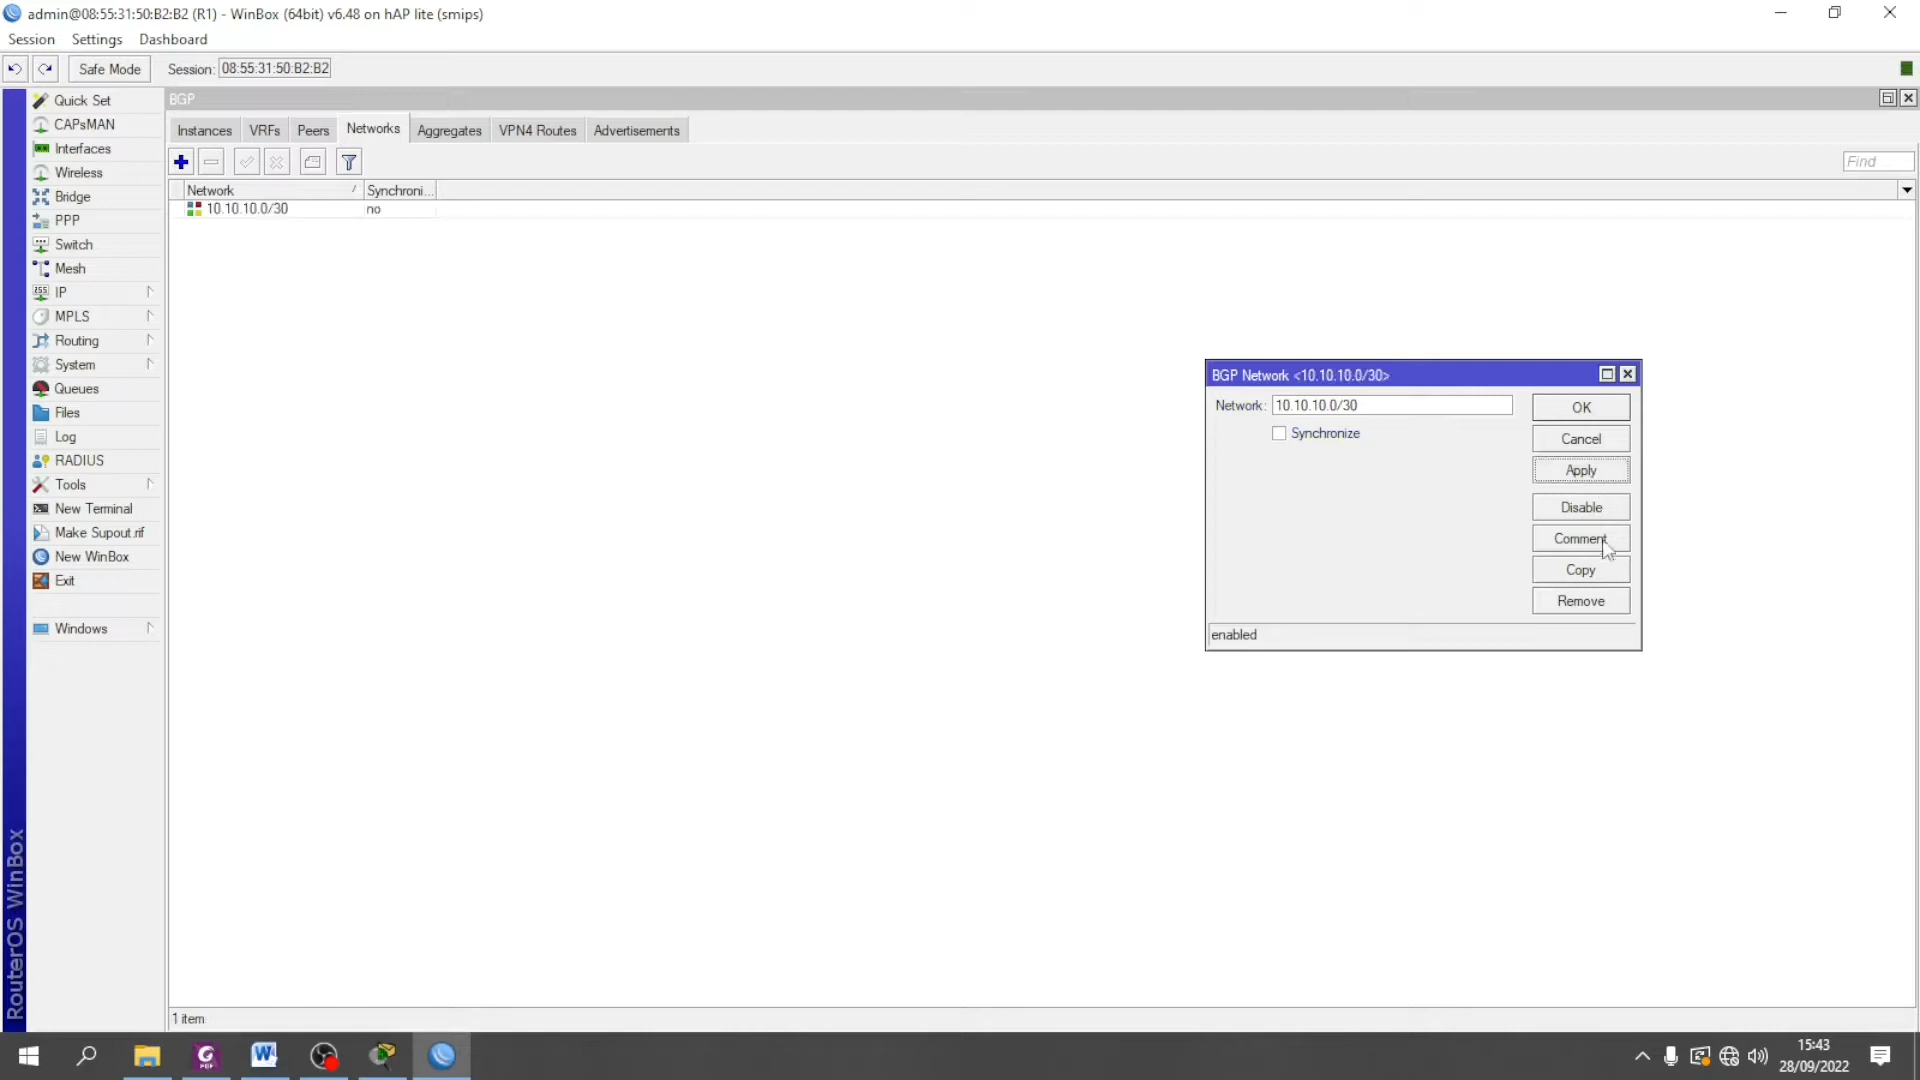 admin@08:55:31:50:B2:B2 (R1) - WinBox (64bit) v6.48 on hAP lite (smips)
Session Settings Dashboard
Safe Mode Session: 08:55:31:50:B2:B2
Quick Set
CAPsMAN
Interfaces
Wireless
Bridge
PPP
Switch
Mesh
IP
MPLS
Routing
System
Queues
Files
Log
RADIUS
Tools
New Terminal
Make Supout.rif
New WinBox
Exit
Windows
RouterOS WinBox
BGP
Instances VRFs Peers Networks Aggregates VPN4 Routes Advertisements
Find
Network Synchroni...
10.10.10.0/30 no
BGP Network <10.10.10.0/30>
Network: 10.10.10.0/30
Synchronize
OK
Cancel
Apply
Disable
Comment
Copy
Remove
enabled
1 item
15:43
28/09/2022